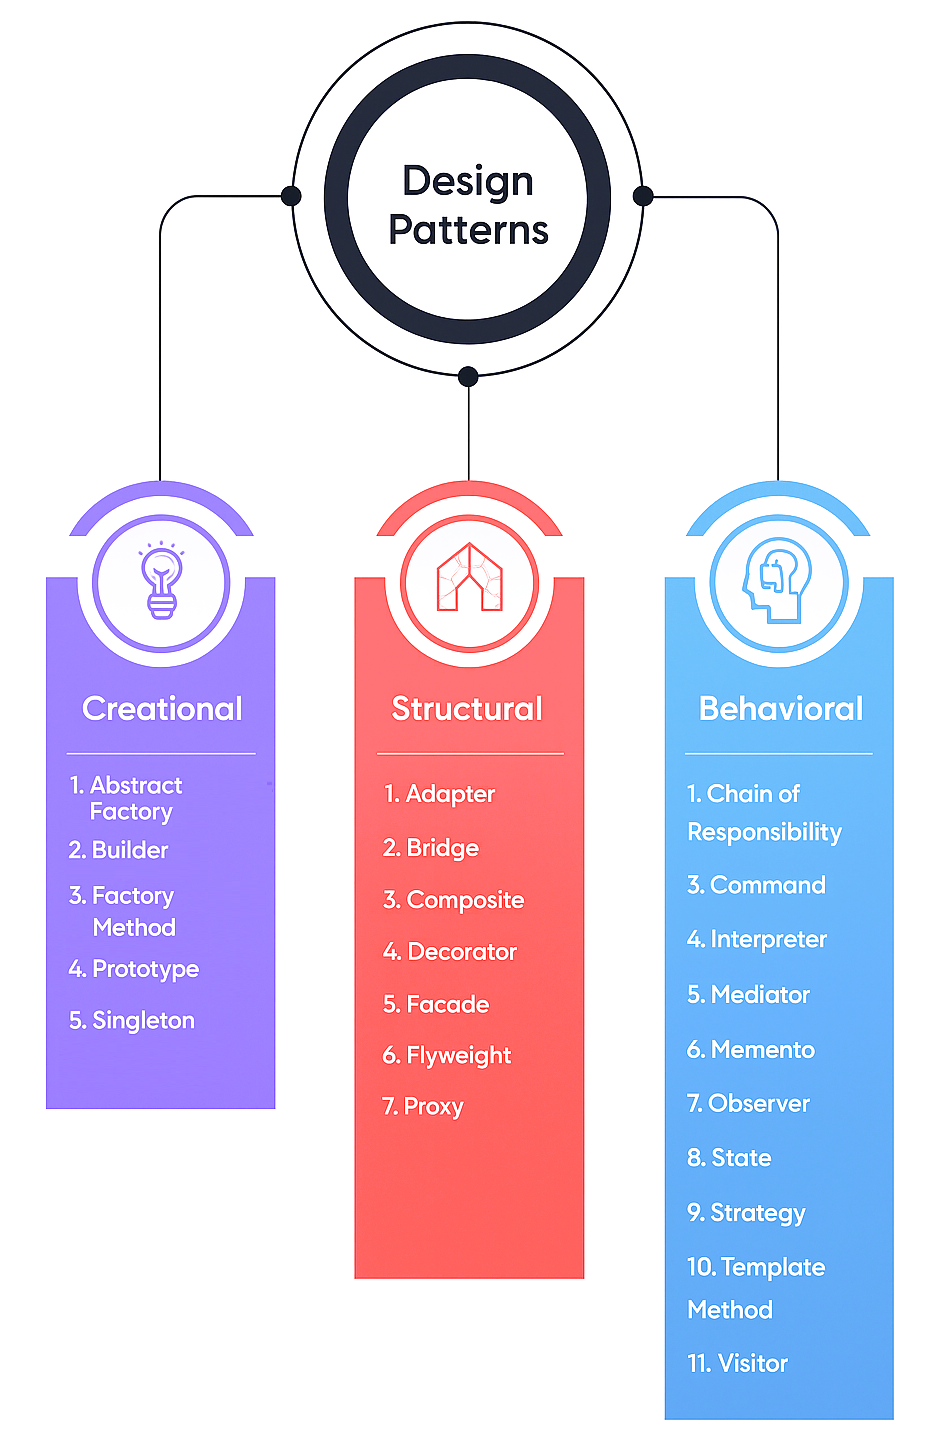 Design
Patterns
Creational
1. Abstract
Factory
2. Builder
3. Factory
Method
4. Prototype
5. Singleton
Structural
1. Adapter
2. Bridge
3. Composite
4. Decorator
5. Facade
6. Flyweight
7. Proxy
Behavioral
1. Chain of
Responsibility
3. Command
4. Interpreter
5. Mediator
6. Memento
7. Observer
8. State
9. Strategy
10. Template
Method
11. Visitor